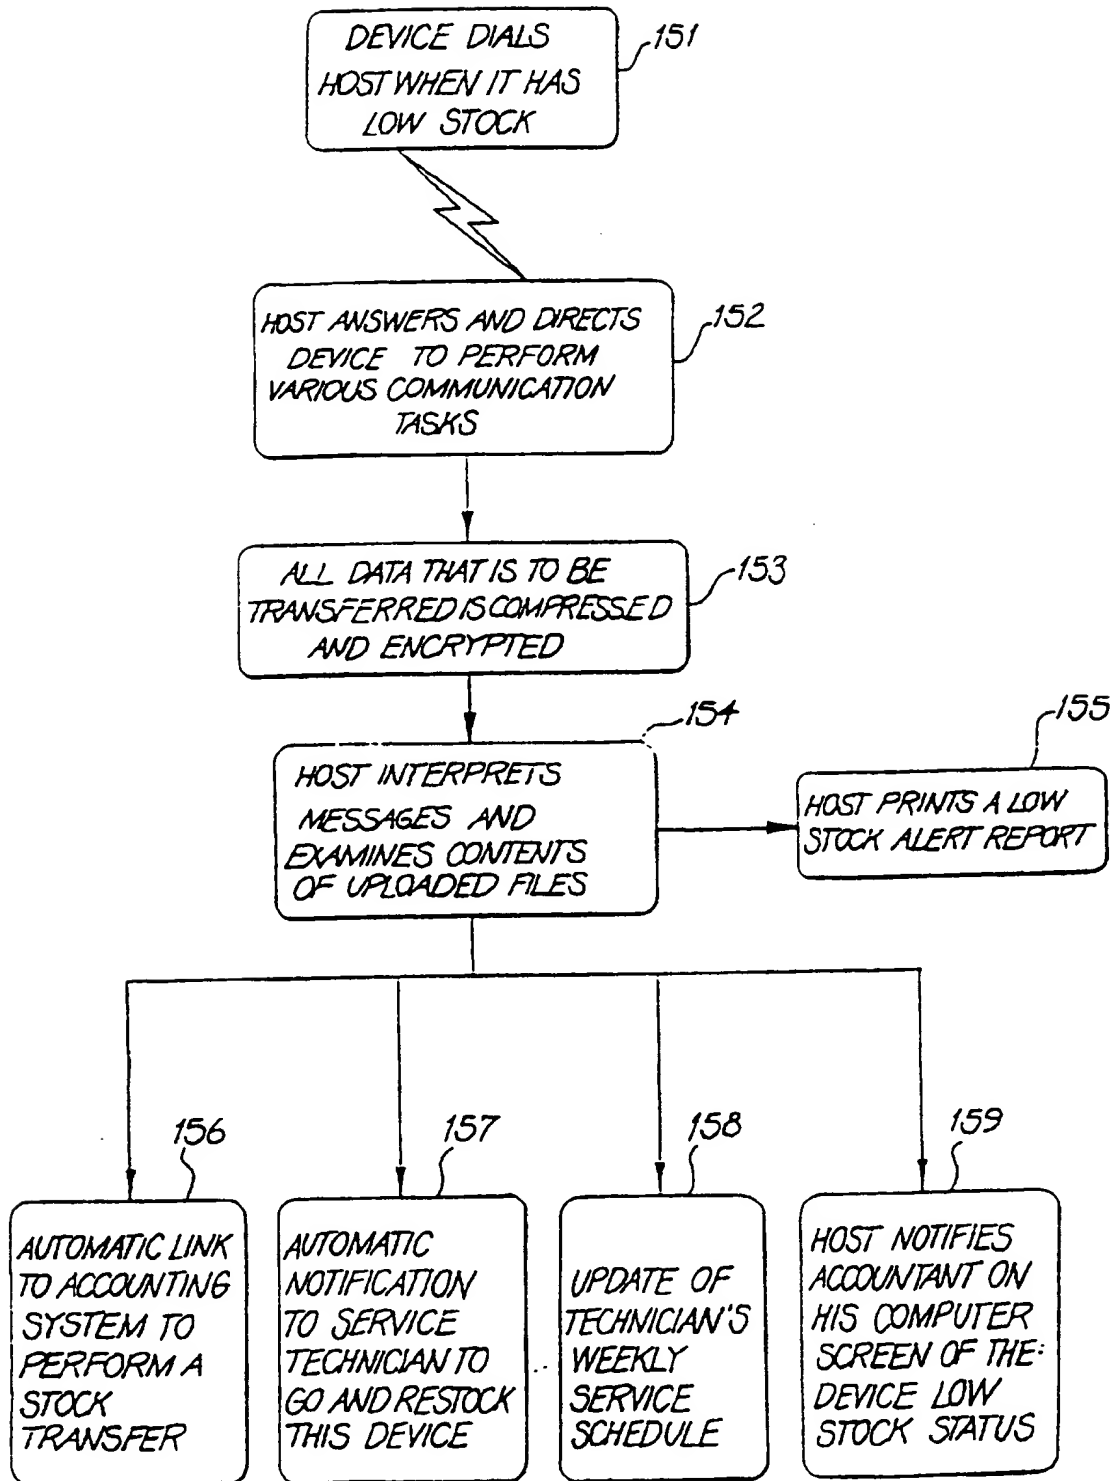 DEVICE DIALS
HOST WHEN IT HAS
LOW STOCK
151
HOST ANSWERS AND DIRECTS
DEVICE TO PERFORM
VARIOUS COMMUNICATION
TASKS
152
ALL DATA THAT IS TO BE
TRANSFERRED IS COMPRESSED
AND ENCRYPTED
153
HOST INTERPRETS
MESSAGES AND
EXAMINES CONTENTS
OF UPLOADED FILES
154
HOST PRINTS A LOW
STOCK ALERT REPORT
155
AUTOMATIC LINK
TO ACCOUNTING
SYSTEM TO
PERFORM A
STOCK
TRANSFER
156
AUTOMATIC
NOTIFICATION
TO SERVICE
TECHNICIAN TO
GO AND RESTOCK
THIS DEVICE
157
UPDATE OF
TECHNICIAN'S
WEEKLY
SERVICE
SCHEDULE
158
HOST NOTIFIES
ACCOUNTANT ON
HIS COMPUTER
SCREEN OF THE
DEVICE LOW
STOCK STATUS
159